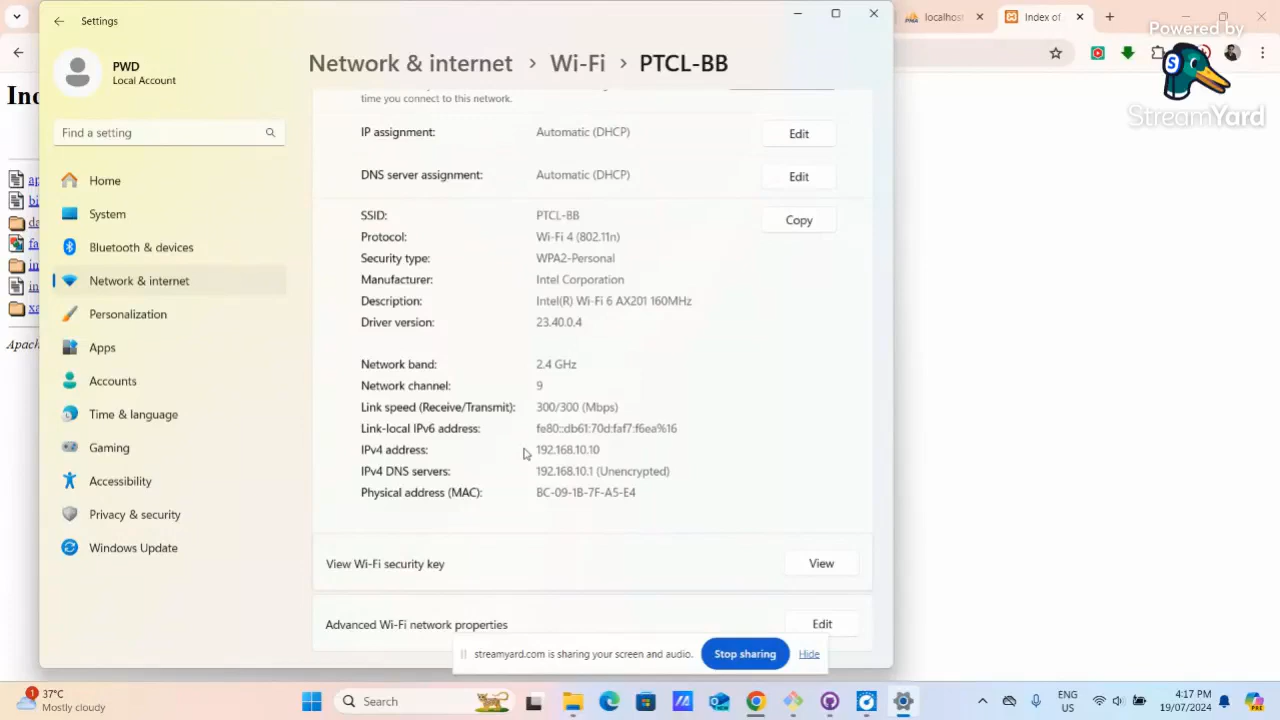 Settings
localhost
Index of
Powered by
StreamYard
PWD
Local Account
Network & internet > Wi-Fi > PTCL-BB
time you connect to this network.
Find a setting
IP assignment: Automatic (DHCP) Edit
DNS server assignment: Automatic (DHCP) Edit
Home
System
Bluetooth & devices
Network & internet
Personalization
Apps
Accounts
Time & language
Gaming
Accessibility
Privacy & security
Windows Update
SSID: PTCL-BB Copy
Protocol: Wi-Fi 4 (802.11n)
Security type: WPA2-Personal
Manufacturer: Intel Corporation
Description: Intel(R) Wi-Fi 6 AX201 160MHz
Driver version: 23.40.0.4
Network band: 2.4 GHz
Network channel: 9
Link speed (Receive/Transmit): 300/300 (Mbps)
Link-local IPv6 address: fe80::db61:70d:faf7:f6ea%16
IPv4 address: 192.168.10.10
IPv4 DNS servers: 192.168.10.1 (Unencrypted)
Physical address (MAC): BC-09-1B-7F-A5-E4
View Wi-Fi security key View
Advanced Wi-Fi network properties Edit
streamyard.com is sharing your screen and audio. Stop sharing Hide
1
37°C
Mostly cloudy
Search
ENG
US
4:17 PM
19/07/2024